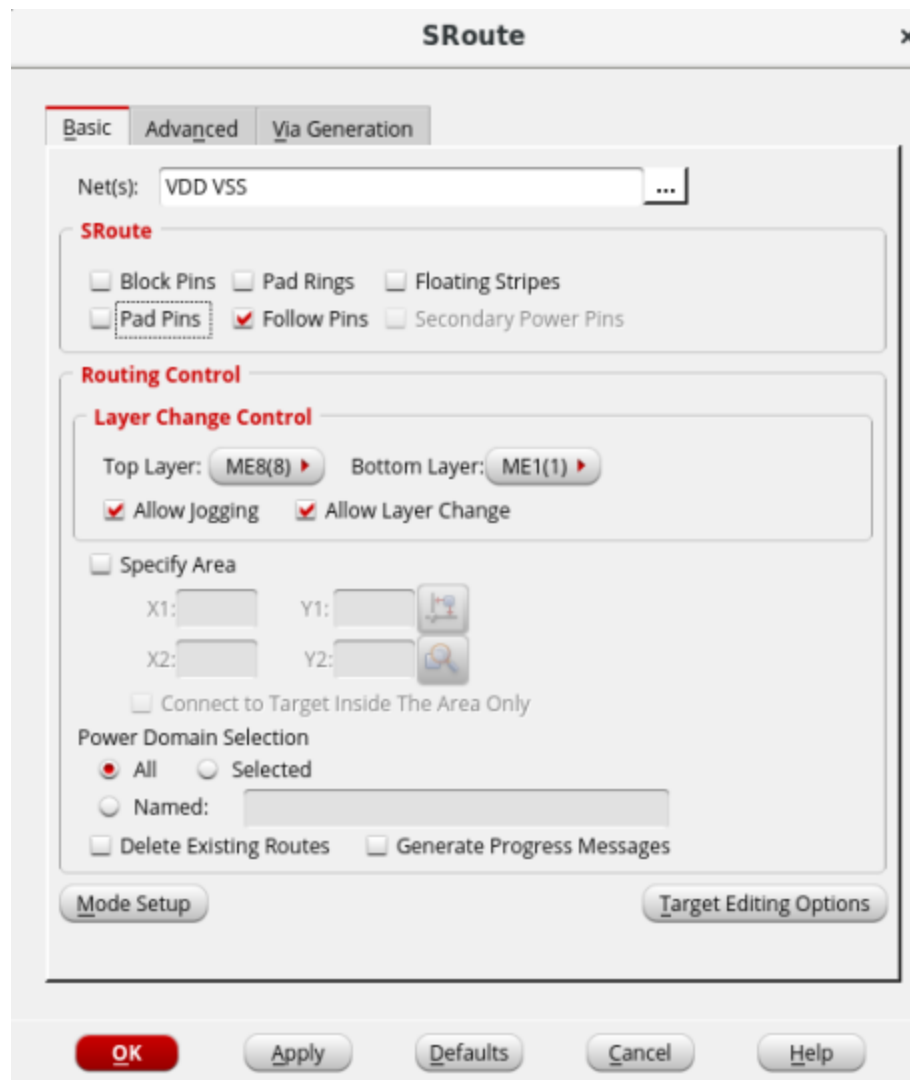 SRoute
Basic Advanced Via Generation
Net(s): VDD VSS ...
SRoute
Block Pins Pad Rings Floating Stripes
Pad Pins Follow Pins Secondary Power Pins
Routing Control
Layer Change Control
Top Layer: ME8(8) Bottom Layer: ME1(1)
Allow Jogging Allow Layer Change
Specify Area
X1: Y1:
X2: Y2:
Connect to Target Inside The Area Only
Power Domain Selection
All Selected
Named:
Delete Existing Routes Generate Progress Messages
Mode Setup Target Editing Options
OK Apply Defaults Cancel Help